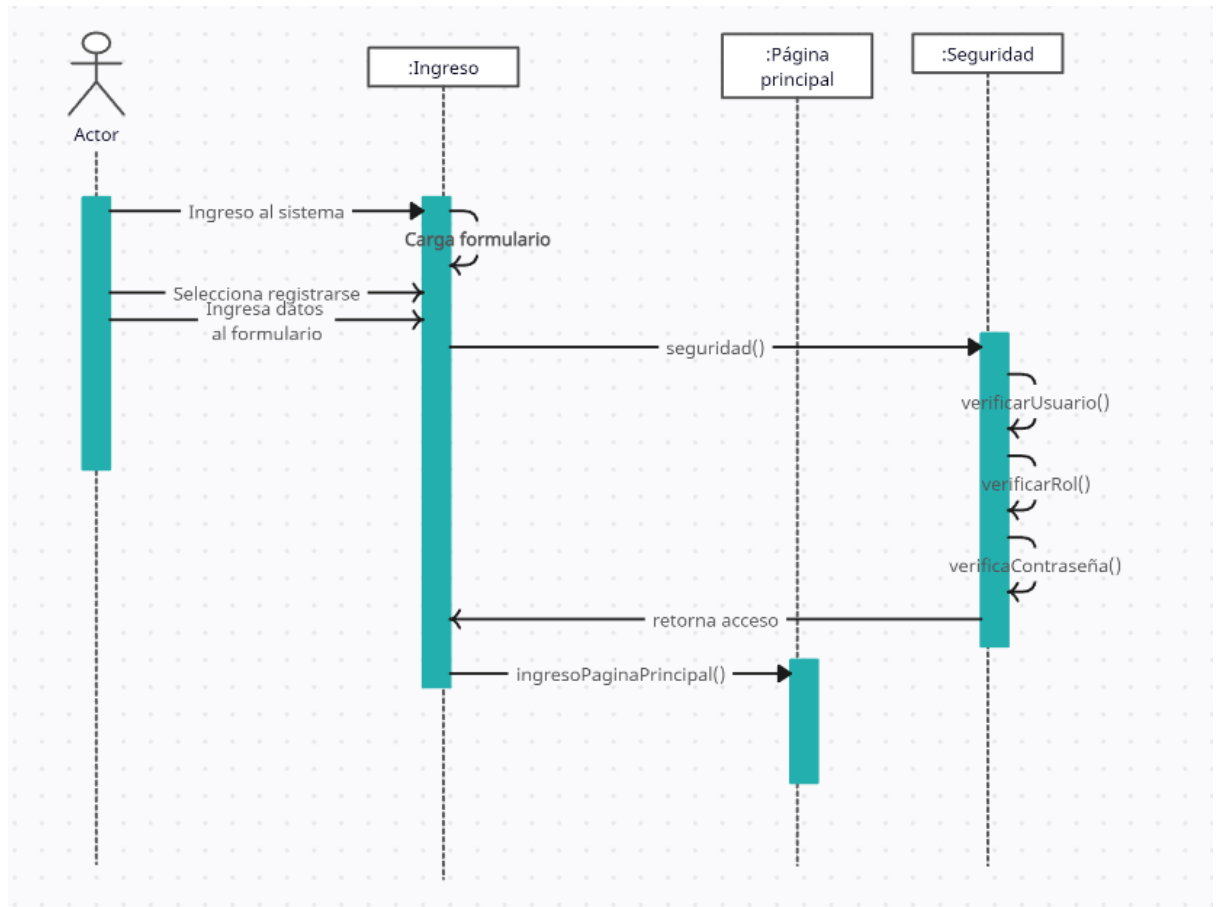 Actor
:Ingreso
:Página
principal
:Seguridad
Ingreso al sistema
Carga formulario
Selecciona registrarse
Ingresa datos
al formulario
seguridad()
verificarUsuario()
verificarRol()
verificaContraseña()
retorna acceso
ingresoPaginaPrincipal()